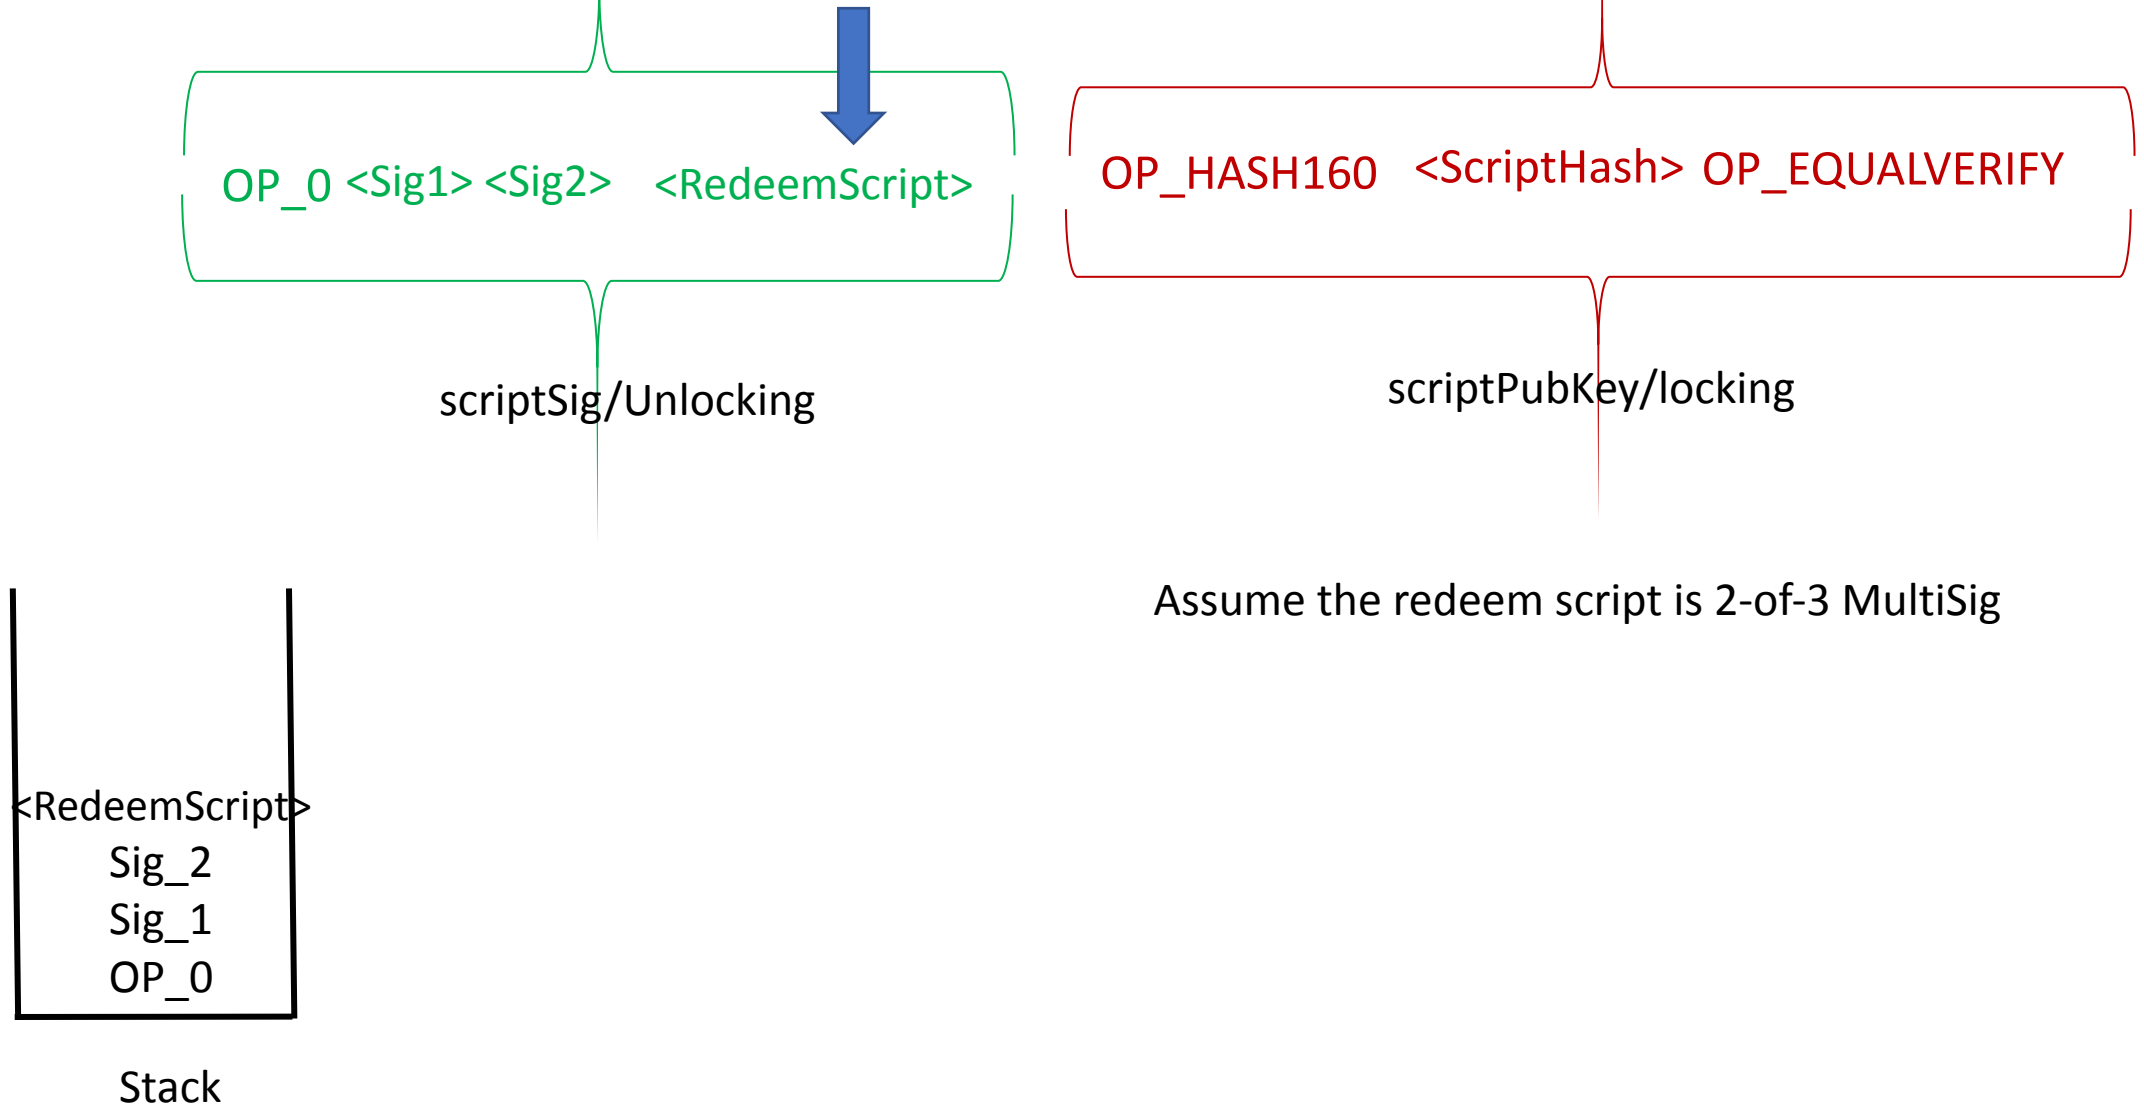 OP_0 <Sig1> <Sig2> <RedeemScript> OP_HASH160 <ScriptHash> OP_EQUALVERIFY
scriptSig/Unlocking
scriptPubKey/locking
Assume the redeem script is 2-of-3 MultiSig
<RedeemScript>
Sig_2
Sig_1
OP_0
Stack